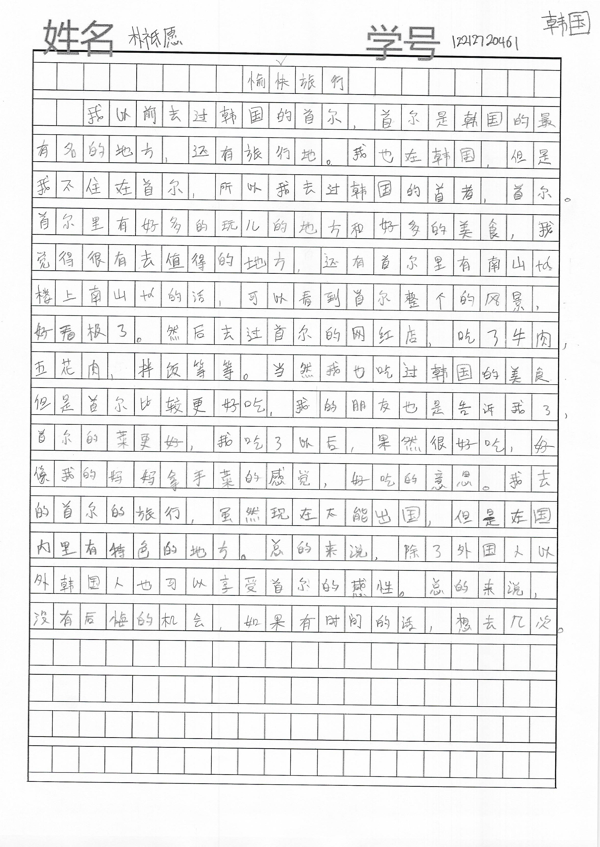 韩国
姓名 朴祗愿 学号 12212720461
愉快旅行
我以前去过韩国的首尔，首尔是韩国的最
有名的地方，还有旅行地。我也在韩国，但是
我不住在首尔，所以我去过韩国的首者，首尔。
首尔里有好多的玩儿的地方和好多的美食，我
觉得很有去值得的地方，还有首尔里有南山
楼上南山的话，可以看到首尔整个的风景，
好看极了。然后去过首尔的网红店，吃了牛肉，
五花肉，拌饭等等。当然我也吃过韩国的美食
但是首尔比较更好吃，我的朋友也是告诉我了，
首尔的菜更好，我吃了以后，果然很好吃，好
像我的妈妈拿手菜的感觉，好吃的意思。我去
的首尔的旅行，虽然现在太能出国，但是在国
内里有特色的地方。总的来说，除了外国人以
外韩国人也可以享受首尔的感性。总的来说，
没有后悔的机会，如果有时间的话，想去几次。